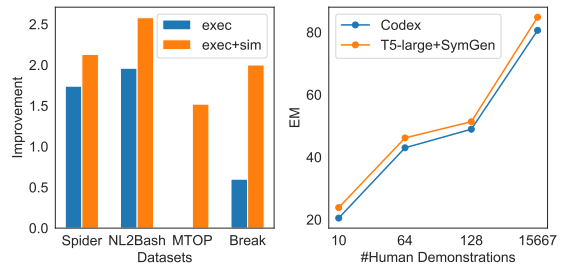 Improvement
2.5
2.0
1.5
1.0
0.5
0.0
exec
exec+sim
Spider NL2Bash MTOP Break
Datasets
EM
80
60
40
20
Codex
T5-large+SymGen
10 64 128 15667
#Human Demonstrations